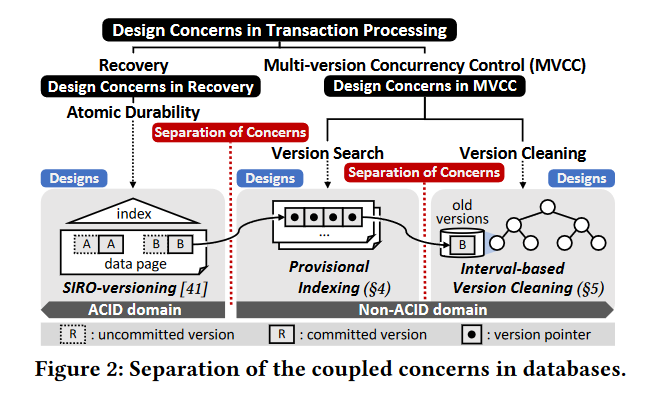 Design Concerns in Transaction Processing
Recovery
Multi-version Concurrency Control (MVCC)
Design Concerns in Recovery
Design Concerns in MVCC
Atomic Durability
Separation of Concerns
Version Search
Version Cleaning
Separation of Concerns
Designs
Designs
Designs
index
A A B B
data page
...
old
versions
B
SIRO-versioning [41]
Provisional
Indexing (§4)
Interval-based
Version Cleaning (§5)
ACID domain
Non-ACID domain
R : uncommitted version
R : committed version
: version pointer
Figure 2: Separation of the coupled concerns in databases.